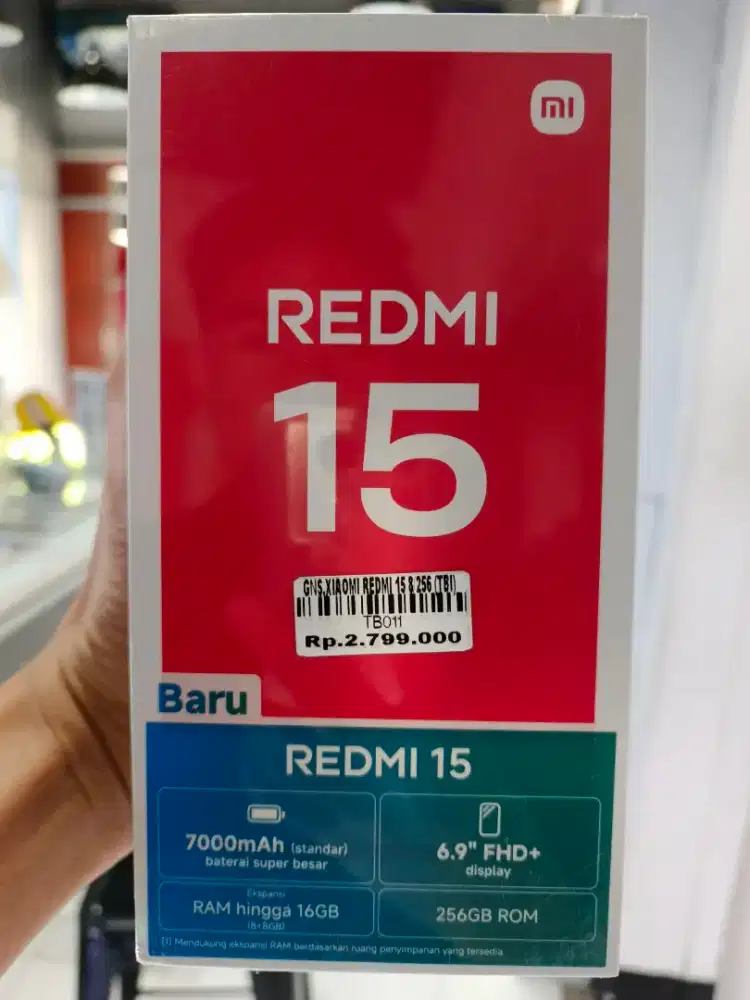 mi
REDMI
15
GNS.XIAOMI REDMI 15 8 256 (TBI)
TB011
Rp.2.799.000
Baru
REDMI 15
7000mAh (standar)
baterai super besar
6.9" FHD+
display
Ekspansi
RAM hingga 16GB
(8+8GB)
256GB ROM
[1] Mendukung ekspansi RAM berdasarkan ruang penyimpanan yang tersedia.